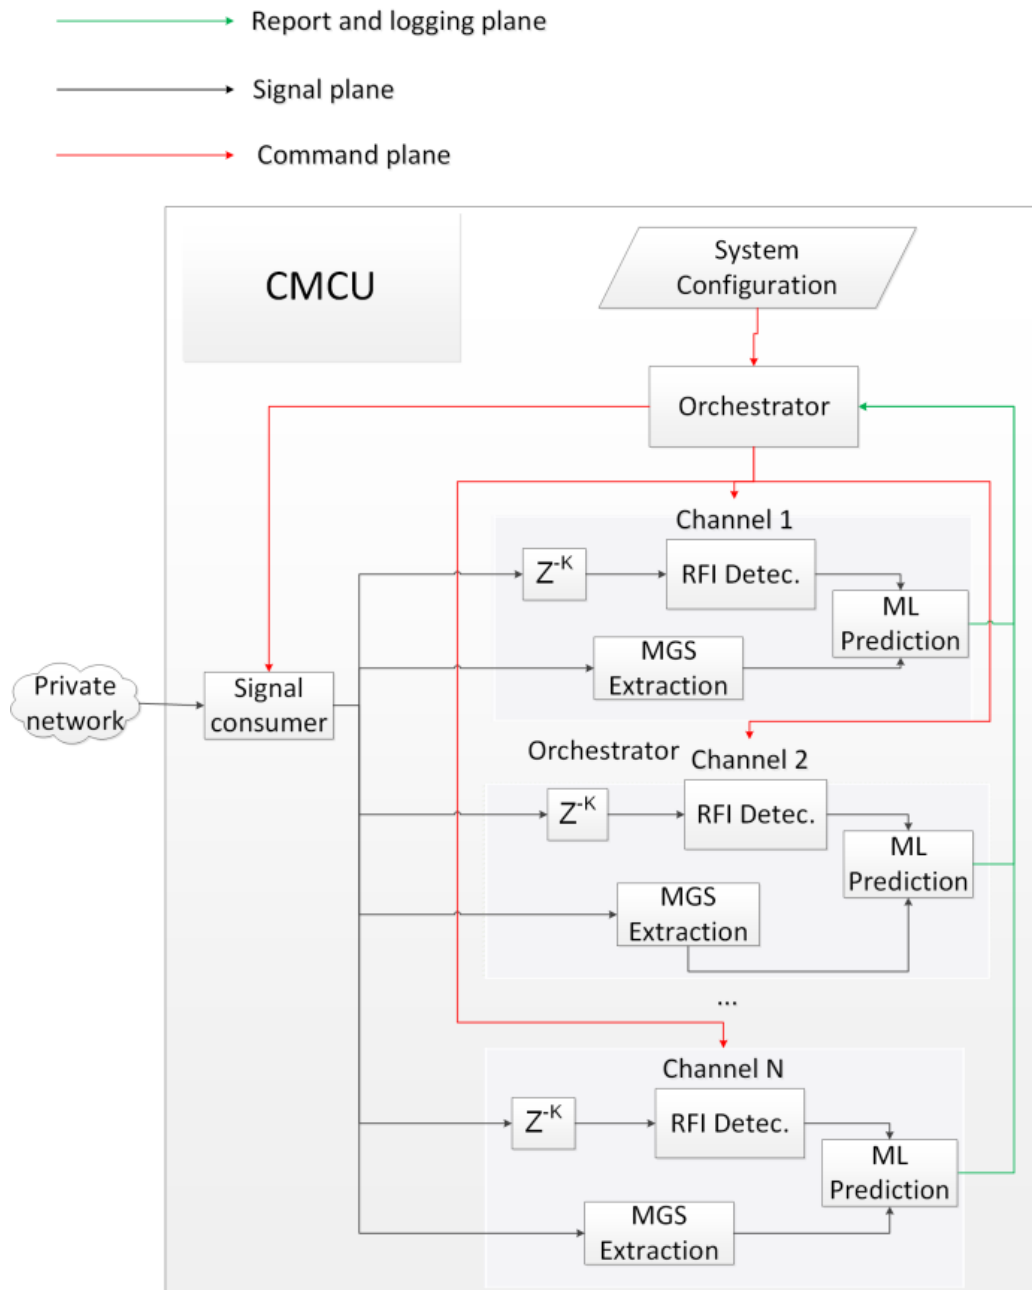 Report and logging plane
Signal plane
Command plane
CMCU
System
Configuration
Orchestrator
Channel 1
Z-K
RFI Detec.
ML
Prediction
MGS
Extraction
Private
network
Signal
consumer
Orchestrator
Channel 2
Z-K
RFI Detec.
ML
Prediction
MGS
Extraction
...
Channel N
Z-K
RFI Detec.
ML
Prediction
MGS
Extraction